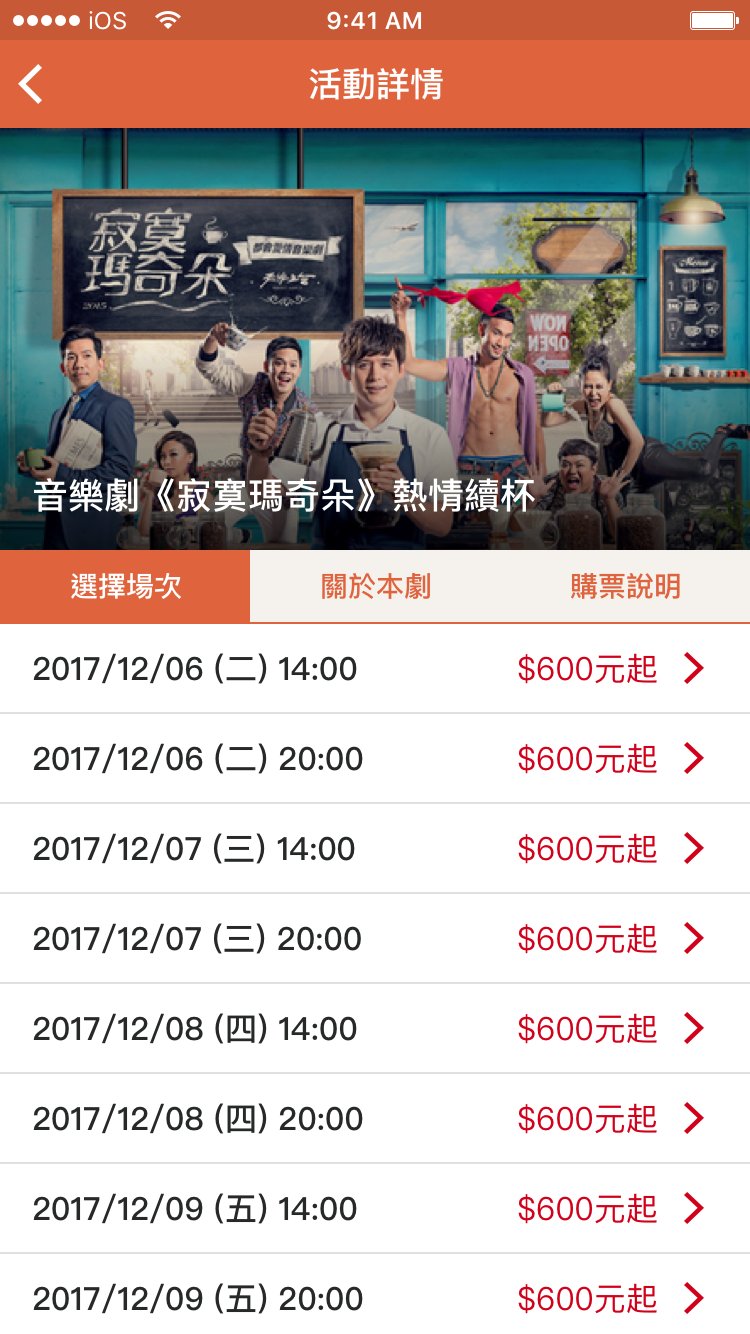 iOS 9:41 AM
活動詳情
寂寞
瑪奇朵
都會愛情音樂劇
2015
Menu
NOW
OPEN
音樂劇《寂寞瑪奇朵》熱情續杯
選擇場次 關於本劇 購票說明
2017/12/06 (二) 14:00 $600元起
2017/12/06 (二) 20:00 $600元起
2017/12/07 (三) 14:00 $600元起
2017/12/07 (三) 20:00 $600元起
2017/12/08 (四) 14:00 $600元起
2017/12/08 (四) 20:00 $600元起
2017/12/09 (五) 14:00 $600元起
2017/12/09 (五) 20:00 $600元起